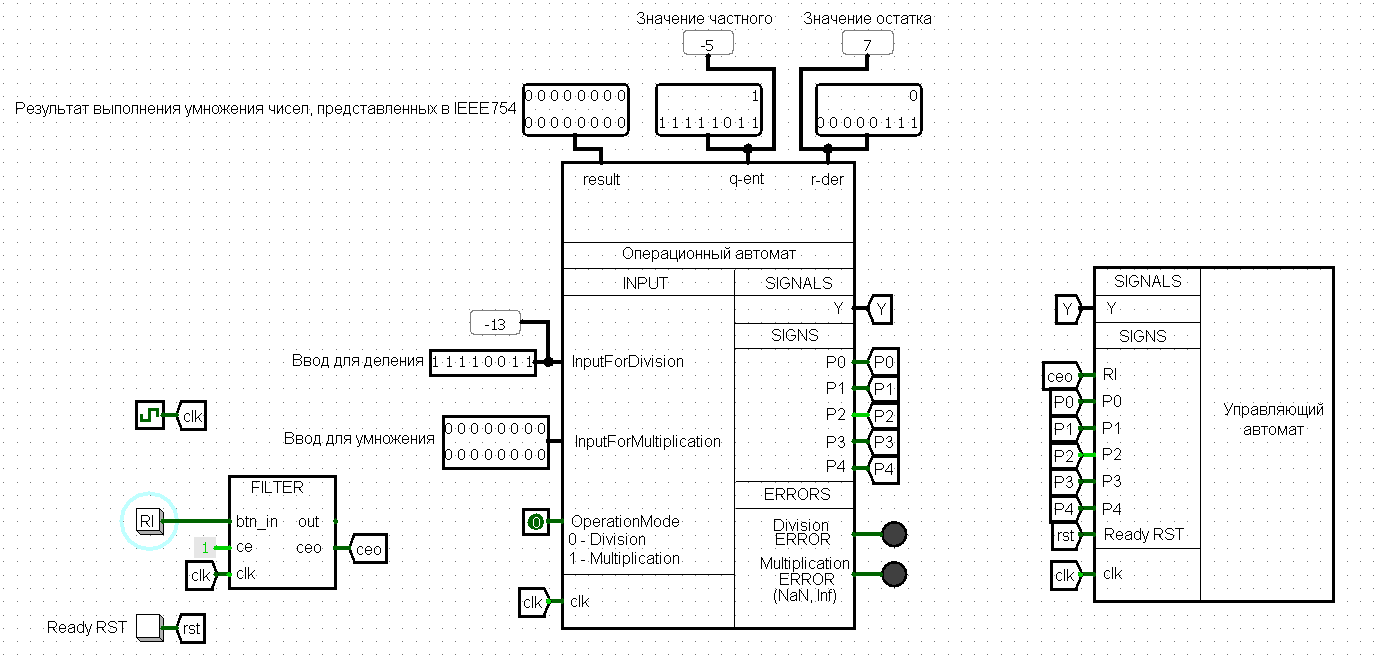 Значение частного
Значение остатка
-5
7
Результат выполнения умножения чисел, представленных в IEEE754
0 0 0 0 0 0 0 0
0 0 0 0 0 0 0 0
1
1 1 1 1 1 0 1 1
0
0 0 0 0 0 1 1 1
result
q-ent
r-der
Операционный автомат
INPUT
SIGNALS
Y
Y
SIGNS
-13
Ввод для деления
1 1 1 1 0 0 1 1
InputForDivision
P0
P0
P1
P1
P2
P2
P3
P3
P4
P4
Ввод для умножения
0 0 0 0 0 0 0 0
0 0 0 0 0 0 0 0
InputForMultiplication
ERRORS
0
OperationMode
0 - Division
1 - Multiplication
Division
ERROR
Multiplication
ERROR
(NaN, Inf)
clk
clk
clk
FILTER
RI
btn_in
out
1
ce
ceo
ceo
clk
clk
Ready RST
rst
SIGNALS
Y
Y
SIGNS
ceo
RI
P0
P0
P1
P1
P2
P2
P3
P3
P4
P4
rst
Ready RST
clk
clk
Управляющий
автомат